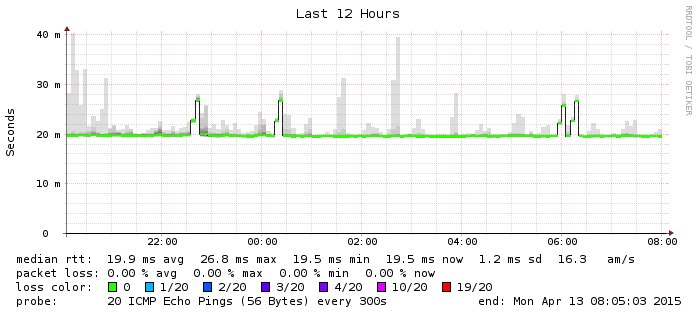 Last 12 Hours
RRDTOOL / TOBI OETIKER
Seconds
40 m
30 m
20 m
10 m
0
22:00 00:00 02:00 04:00 06:00 08:00
median rtt: 19.9 ms avg 26.8 ms max 19.5 ms min 19.5 ms now 1.2 ms sd 16.3 am/s
packet loss: 0.00 % avg 0.00 % max 0.00 % min 0.00 % now
loss color: 0 1/20 2/20 3/20 4/20 10/20 19/20
probe: 20 ICMP Echo Pings (56 Bytes) every 300s end: Mon Apr 13 08:05:03 2015